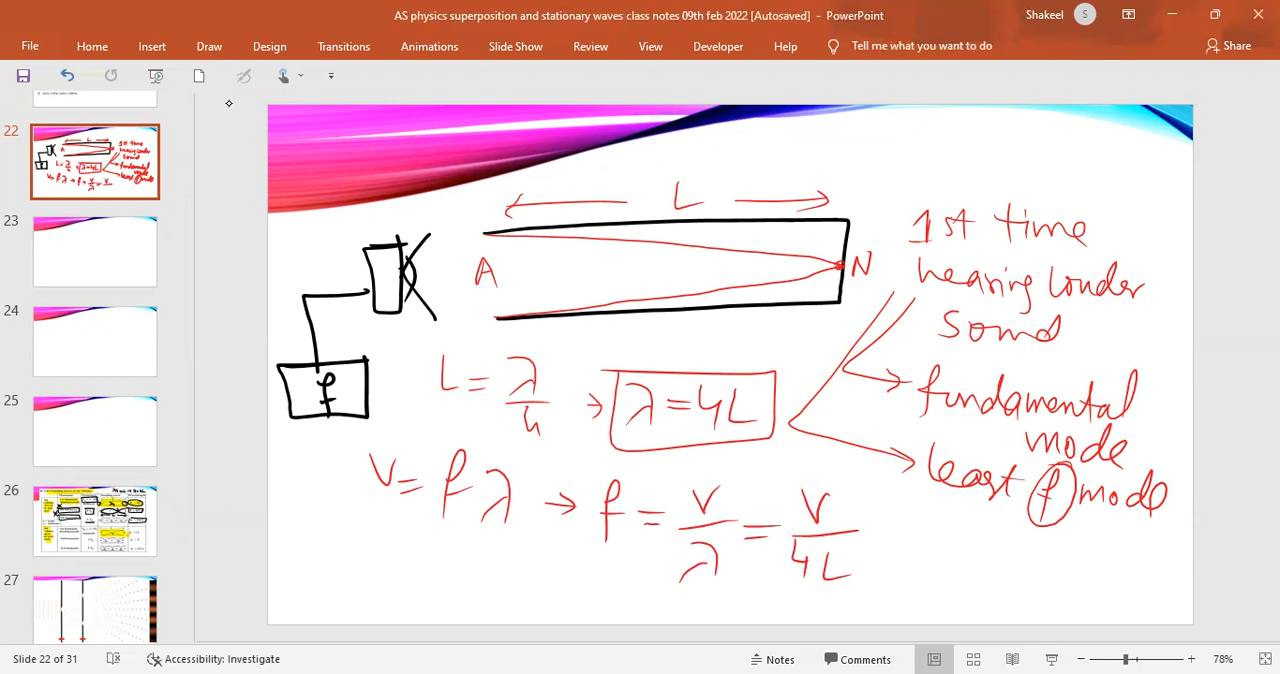 AS physics superposition and stationary waves class notes 09th feb 2022 [Autosaved] - PowerPoint
Shakeel S
File Home Insert Draw Design Transitions Animations Slide Show Review View Developer Help Tell me what you want to do Share
22
23
24
25
26
27
L
A
N
f
1st time
hearing louder
sound
fundamental
mode
least f mode
L = λ/4 → λ = 4L
v = fλ → f = v/λ = v/4L
Slide 22 of 31 Accessibility: Investigate Notes Comments 78%